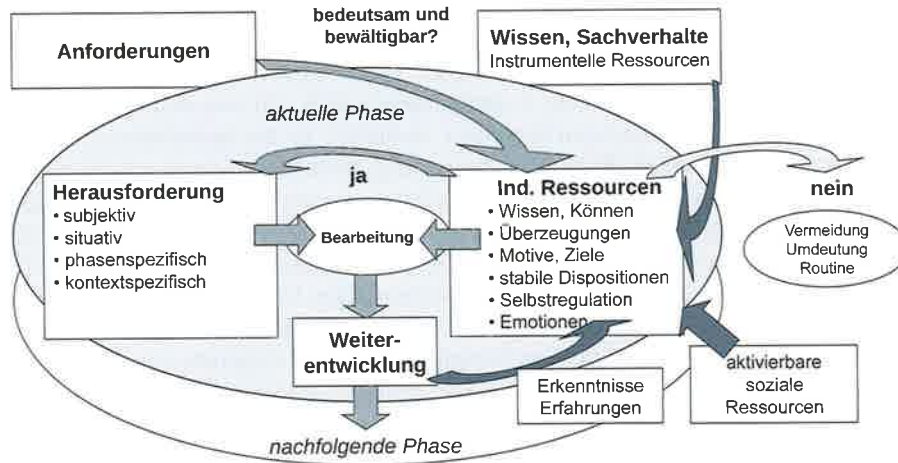 bedeutsam und
bewältigbar?
Anforderungen
Wissen, Sachverhalte
Instrumentelle Ressourcen
aktuelle Phase
ja
nein
Herausforderung
• subjektiv
• situativ
• phasenspezifisch
• kontextspezifisch
Bearbeitung
Ind. Ressourcen
• Wissen, Können
• Überzeugungen
• Motive, Ziele
• stabile Dispositionen
• Selbstregulation
• Emotionen
Vermeidung
Umdeutung
Routine
Weiter-
entwicklung
Erkenntnisse
Erfahrungen
aktivierbare
soziale
Ressourcen
nachfolgende Phase